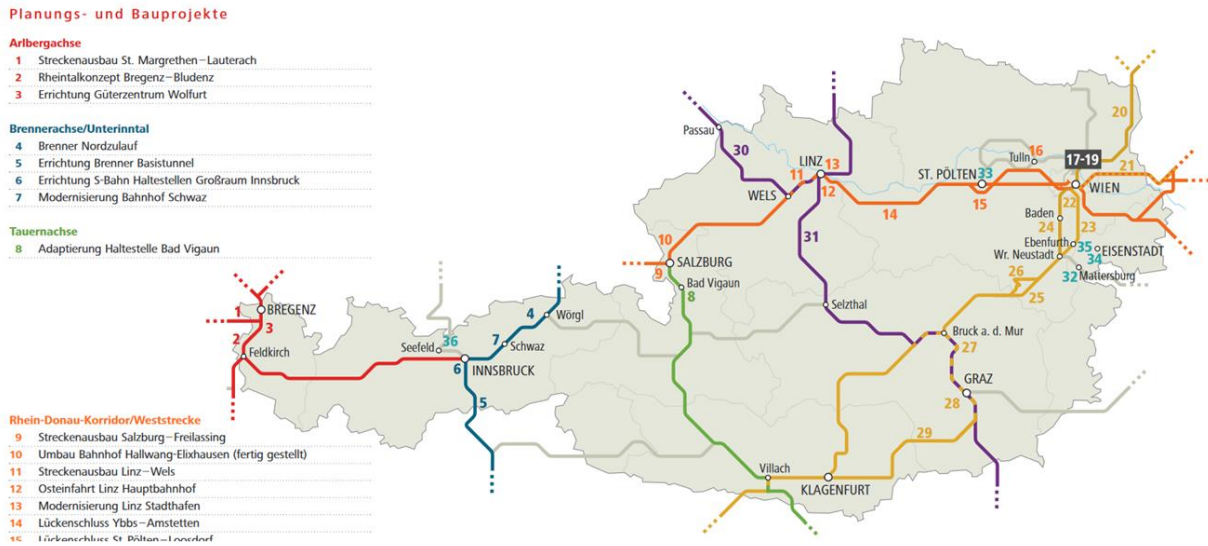 Planungs- und Bauprojekte
Arlbergachse
1 Streckenausbau St. Margrethen–Lauterach
2 Rheintalkonzept Bregenz–Bludenz
3 Errichtung Güterzentrum Wolfurt
Brennerachse/Unterinntal
4 Brenner Nordzulauf
5 Errichtung Brenner Basistunnel
6 Errichtung S-Bahn Haltestellen Großraum Innsbruck
7 Modernisierung Bahnhof Schwaz
Tauernachse
8 Adaptierung Haltestelle Bad Vigaun
Rhein-Donau-Korridor/Weststrecke
9 Streckenausbau Salzburg–Freilassing
10 Umbau Bahnhof Hallwang-Elixhausen (fertig gestellt)
11 Streckenausbau Linz–Wels
12 Osteinfahrt Linz Hauptbahnhof
13 Modernisierung Linz Stadthafen
14 Lückenschluss Ybbs–Amstetten
15 Lückenschluss St. Pölten–Loosdorf
20
Passau
30
LINZ
13
16
Tulln
17-19
21
11
12
ST. PÖLTEN
33
WIEN
WELS
14
15
22
Baden
24
23
31
10
Ebenfurth
35
EISENSTADT
Wr. Neustadt
34
SALZBURG
9
26
32
Mattersburg
Bad Vigaun
8
25
Selzthal
1
BREGENZ
3
4
Wörgl
2
36
Seefeld
7
Schwaz
Bruck a. d. Mur
27
Feldkirch
6
INNSBRUCK
GRAZ
28
5
29
Villach
KLAGENFURT